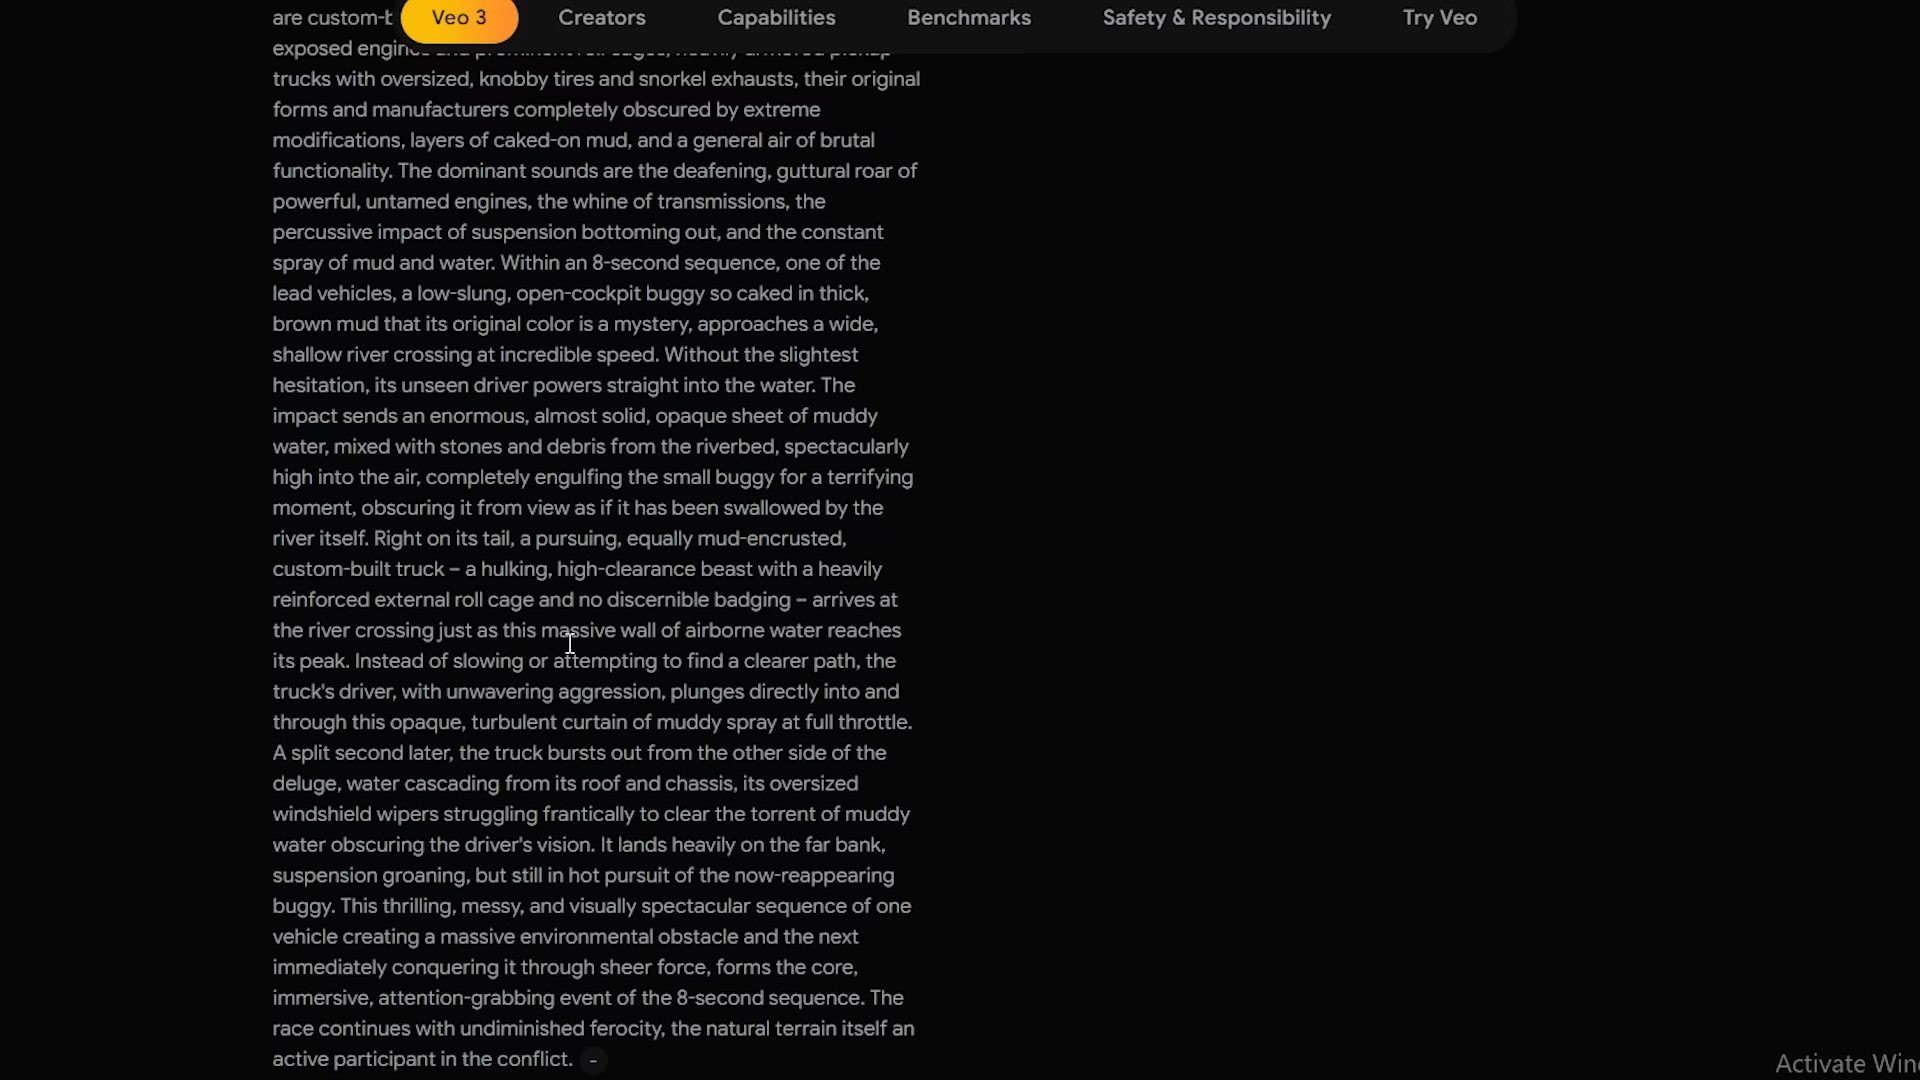 Veo 3 Creators Capabilities Benchmarks Safety & Responsibility Try Veo
are custom-b
trucks with oversized, knobby tires and snorkel exhausts, their original
forms and manufacturers completely obscured by extreme
modifications, layers of caked-on mud, and a general air of brutal
functionality. The dominant sounds are the deafening, guttural roar of
powerful, untamed engines, the whine of transmissions, the
percussive impact of suspension bottoming out, and the constant
spray of mud and water. Within an 8-second sequence, one of the
lead vehicles, a low-slung, open-cockpit buggy so caked in thick,
brown mud that its original color is a mystery, approaches a wide,
shallow river crossing at incredible speed. Without the slightest
hesitation, its unseen driver powers straight into the water. The
impact sends an enormous, almost solid, opaque sheet of muddy
water, mixed with stones and debris from the riverbed, spectacularly
high into the air, completely engulfing the small buggy for a terrifying
moment, obscuring it from view as if it has been swallowed by the
river itself. Right on its tail, a pursuing, equally mud-encrusted,
custom-built truck – a hulking, high-clearance beast with a heavily
reinforced external roll cage and no discernible badging – arrives at
the river crossing just as this massive wall of airborne water reaches
its peak. Instead of slowing or attempting to find a clearer path, the
truck's driver, with unwavering aggression, plunges directly into and
through this opaque, turbulent curtain of muddy spray at full throttle.
A split second later, the truck bursts out from the other side of the
deluge, water cascading from its roof and chassis, its oversized
windshield wipers struggling frantically to clear the torrent of muddy
water obscuring the driver's vision. It lands heavily on the far bank,
suspension groaning, but still in hot pursuit of the now-reappearing
buggy. This thrilling, messy, and visually spectacular sequence of one
vehicle creating a massive environmental obstacle and the next
immediately conquering it through sheer force, forms the core,
immersive, attention-grabbing event of the 8-second sequence. The
race continues with undiminished ferocity, the natural terrain itself an
active participant in the conflict. -
Activate Win